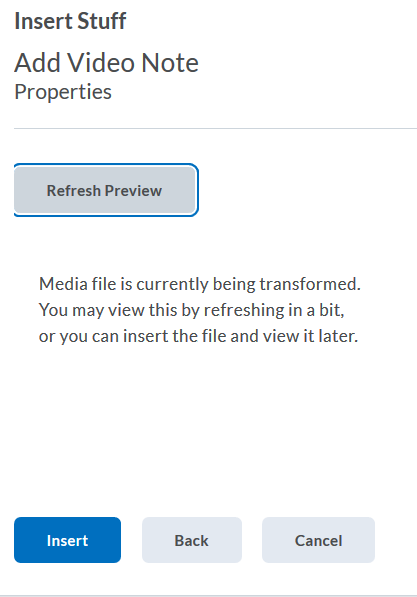 Insert Stuff
Add Video Note
Properties
Refresh Preview
Media file is currently being transformed.
You may view this by refreshing in a bit,
or you can insert the file and view it later.
Insert
Back
Cancel